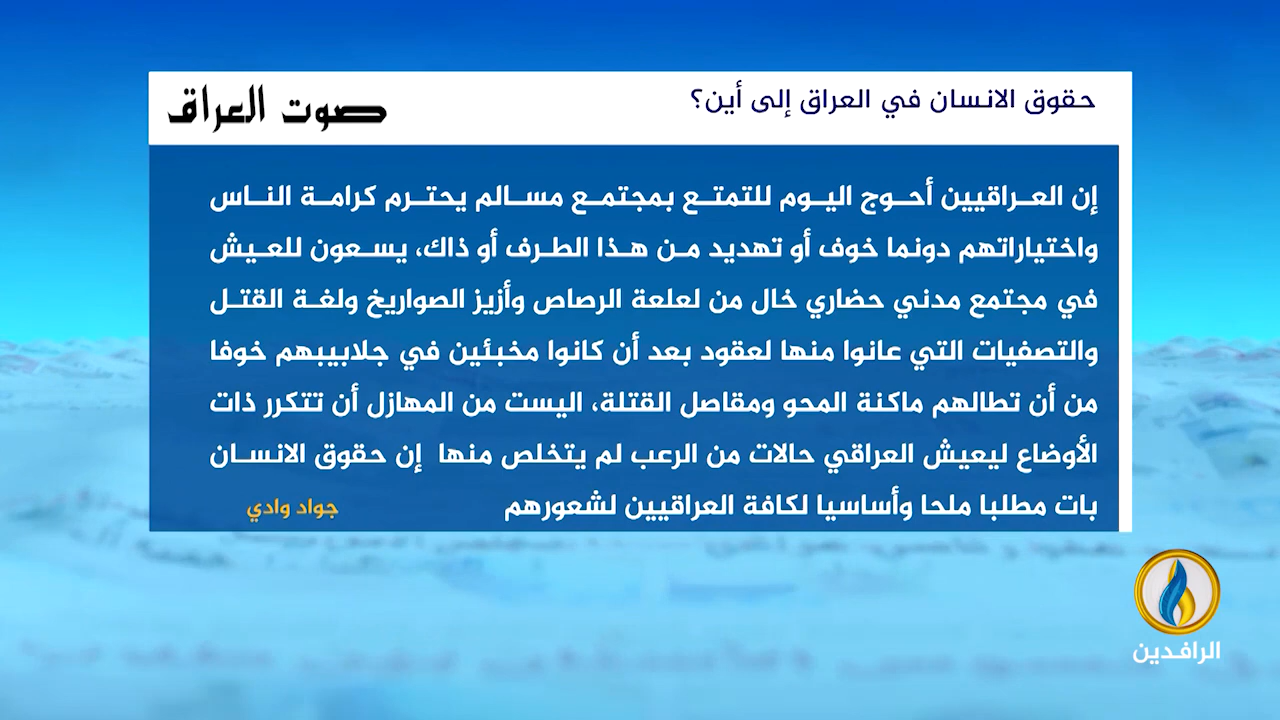 حقوق الانسان في العراق إلى أين؟
صوت العراق
إن العراقيين أحوج اليوم للتمتع بمجتمع مسالم يحترم كرامة الناس
واختياراتهم دونما خوف أو تهديد من هذا الطرف أو ذاك، يسعون للعيش
في مجتمع مدني حضاري خال من لعلعة الرصاص وأزيز الصواريخ ولغة القتل
والتصفيات التي عانوا منها لعقود بعد أن كانوا مخبئين في جلابيبهم خوفا
من أن تطالهم ماكنة المحو ومقاصل القتلة، اليست من المهازل أن تتكرر ذات
الأوضاع ليعيش العراقي حالات من الرعب لم يتخلص منها إن حقوق الانسان
بات مطلبا ملحا وأساسيا لكافة العراقيين لشعورهم
جواد وادي
الرافدين